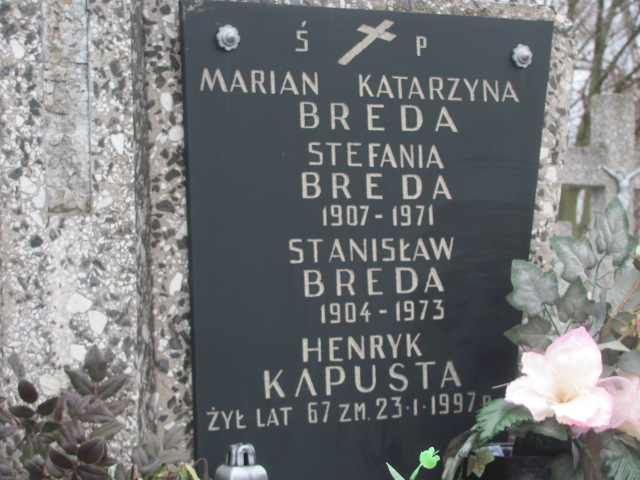 Ś P
MARIAN KATARZYNA
BREDA
STEFANIA
BREDA
1907-1971
STANISŁAW
BREDA
1904-1973
HENRYK
KAPUSTA
ŻYŁ LAT 67 ZM. 23-1-1997 R